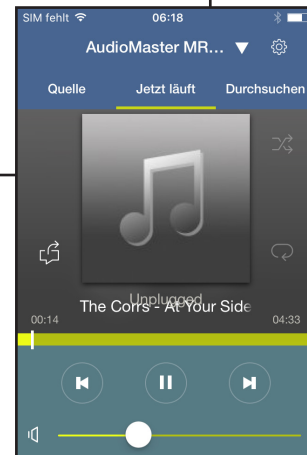 SIM fehlt 06:18
AudioMaster MR...
Quelle Jetzt läuft Durchsuchen
Unplugged
The Corrs - At Your Side
00:14 04:33